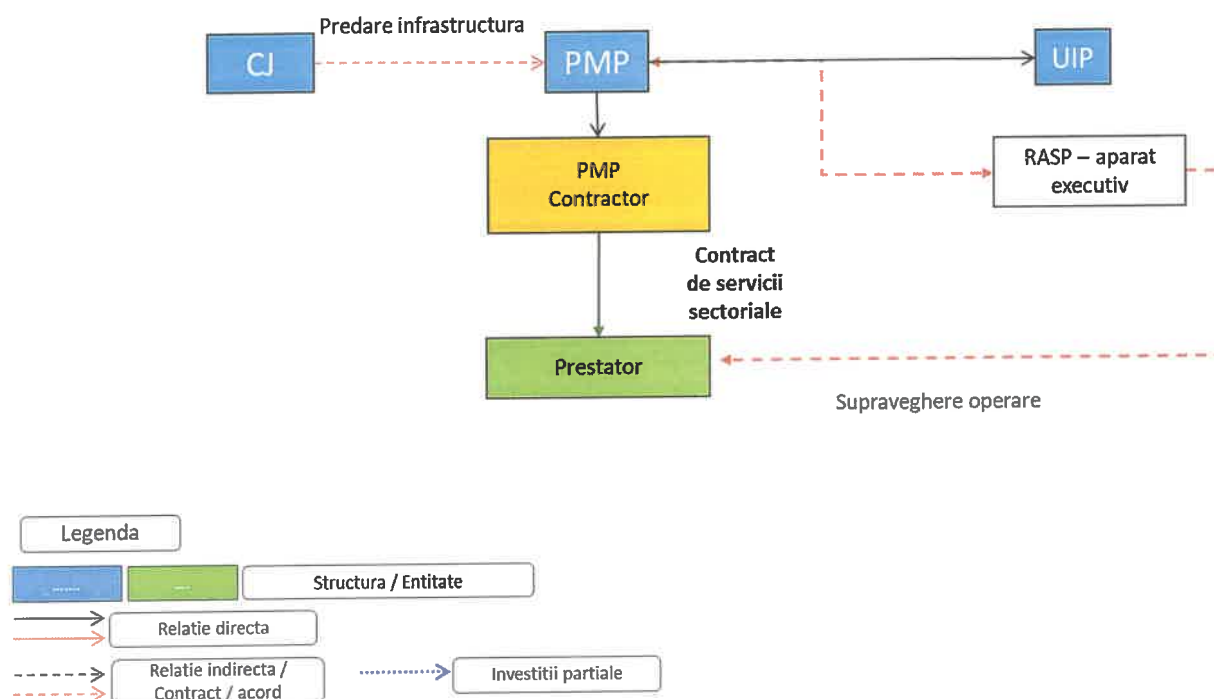 Predare infrastructura
CJ
PMP
UIP
RASP – aparat
executiv
PMP
Contractor
Contract
de servicii
sectoriale
Prestator
Supraveghere operare
Legenda
Structura / Entitate
Relatie directa
Relatie indirecta /
Contract / acord
Investitii partiale